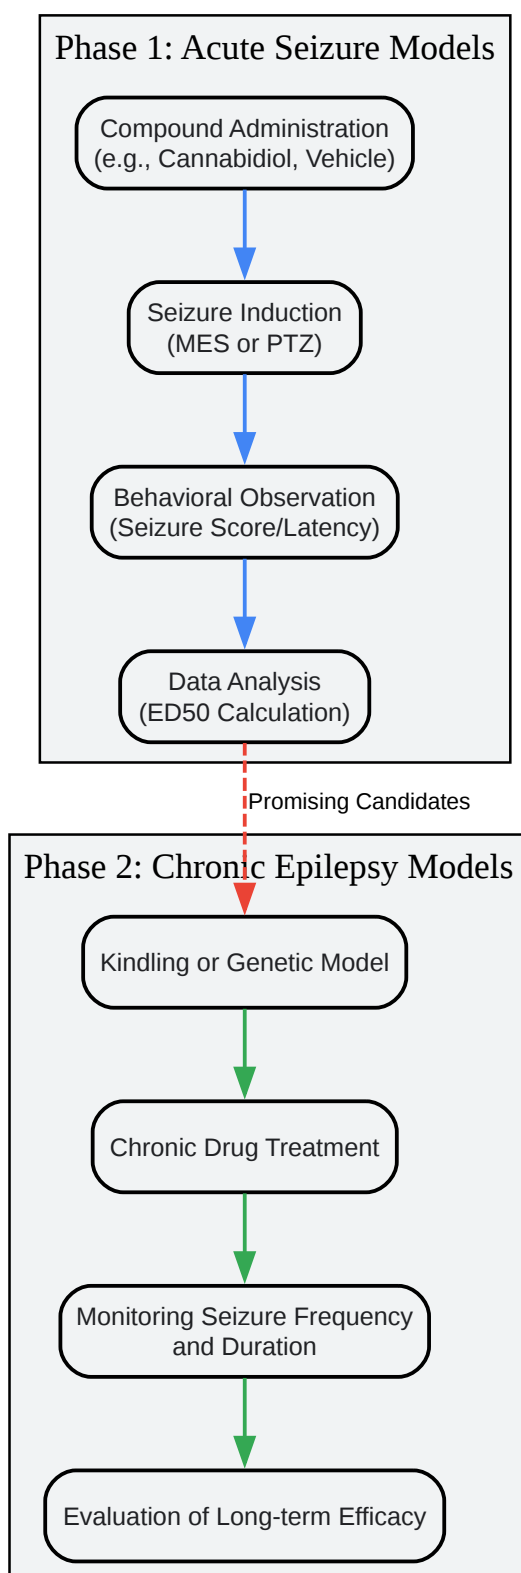 Phase 1: Acute Seizure Models
Compound Administration
(e.g., Cannabidiol, Vehicle)
Seizure Induction
(MES or PTZ)
Behavioral Observation
(Seizure Score/Latency)
Data Analysis
(ED50 Calculation)
Promising Candidates
Phase 2: Chronic Epilepsy Models
Kindling or Genetic Model
Chronic Drug Treatment
Monitoring Seizure Frequency
and Duration
Evaluation of Long-term Efficacy